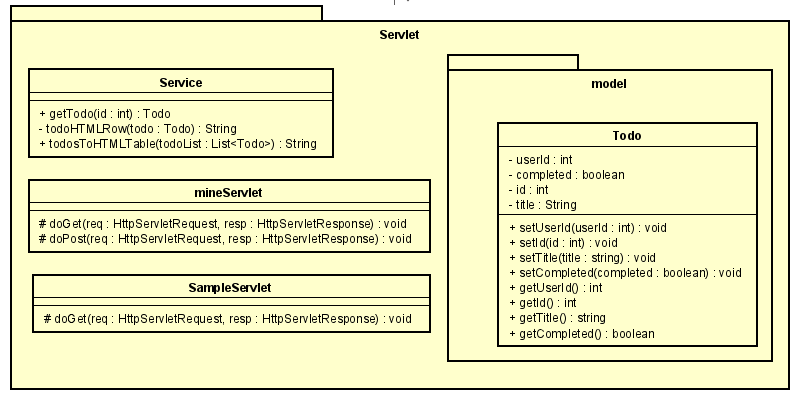 Servlet
Service
+ getTodo(id : int) : Todo
- todoHTMLRow(todo : Todo) : String
+ todosToHTMLTable(todoList : List<Todo>) : String
mineServlet
# doGet(req : HttpServletRequest, resp : HttpServletResponse) : void
# doPost(req : HttpServletRequest, resp : HttpServletResponse) : void
SampleServlet
# doGet(req : HttpServletRequest, resp : HttpServletResponse) : void
model
Todo
- userId : int
- completed : boolean
- id : int
- title : String
+ setUserId(userId : int) : void
+ setId(id : int) : void
+ setTitle(title : string) : void
+ setCompleted(completed : boolean) : void
+ getUserId() : int
+ getId() : int
+ getTitle() : string
+ getCompleted() : boolean